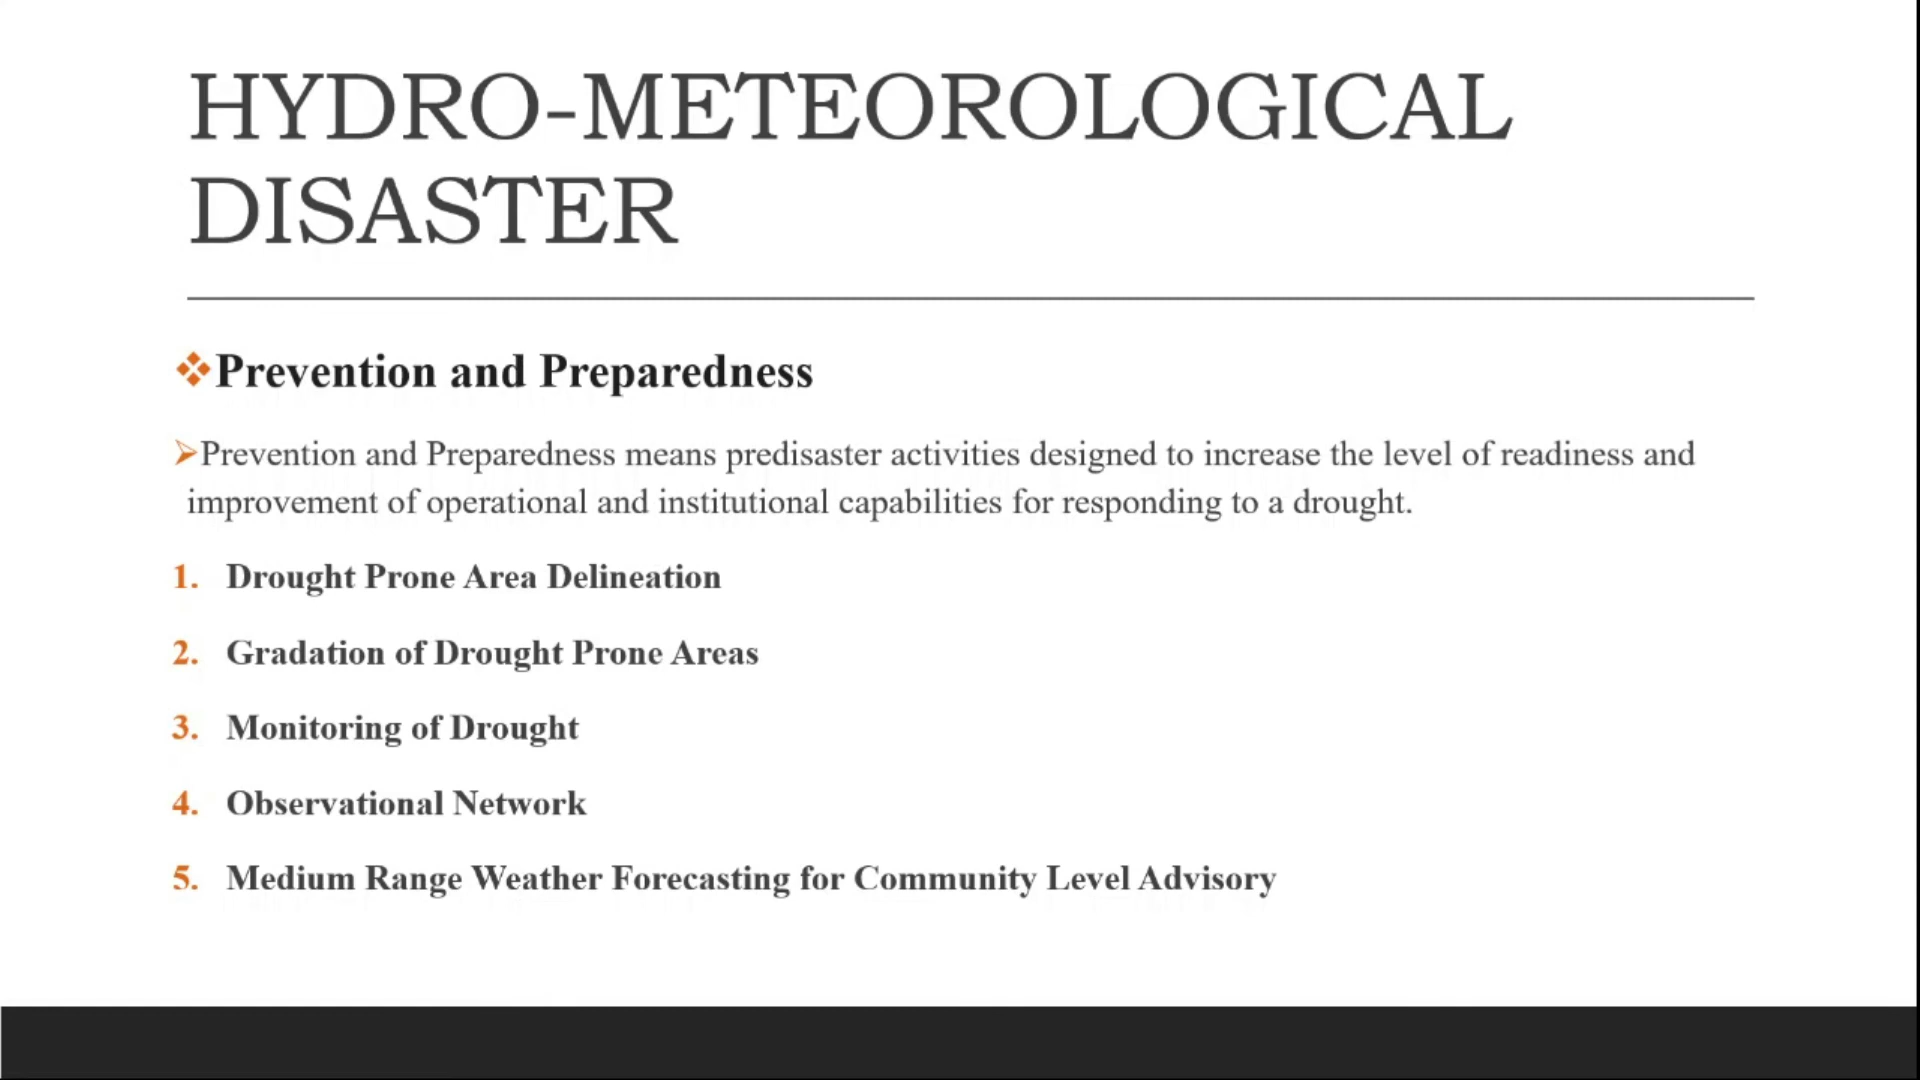 HYDRO-METEOROLOGICAL
DISASTER
❖Prevention and Preparedness
➢Prevention and Preparedness means predisaster activities designed to increase the level of readiness and
improvement of operational and institutional capabilities for responding to a drought.
1. Drought Prone Area Delineation
2. Gradation of Drought Prone Areas
3. Monitoring of Drought
4. Observational Network
5. Medium Range Weather Forecasting for Community Level Advisory